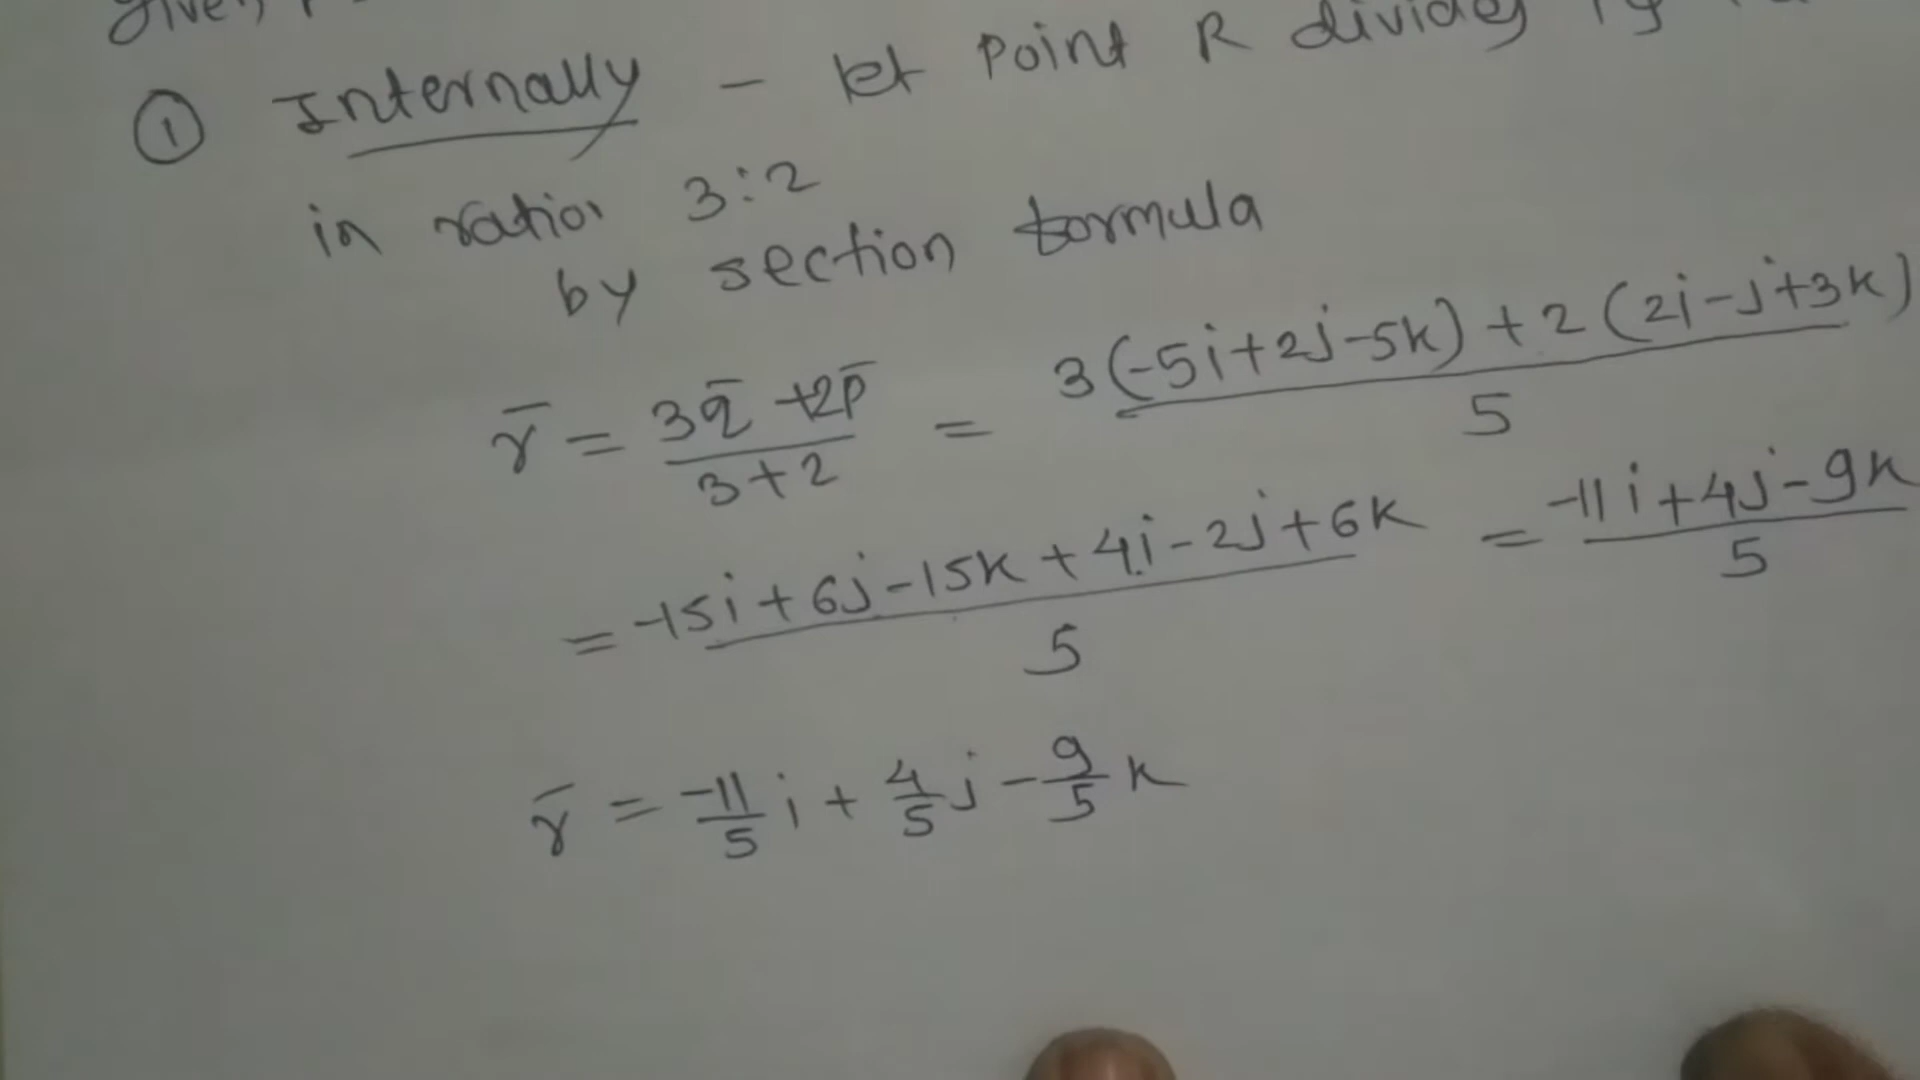 Given
① Internally - let Point R divides
in ratio 3:2
by section formula
r̄ = (3q̄ + 2p̄)/(3+2) = (3(-5i+2j-5k) + 2(2i-j+3k))/5
= (-15i+6j-15k+4i-2j+6k)/5 = (-11i+4j-9k)/5
r̄ = -11/5 i + 4/5 j - 9/5 k